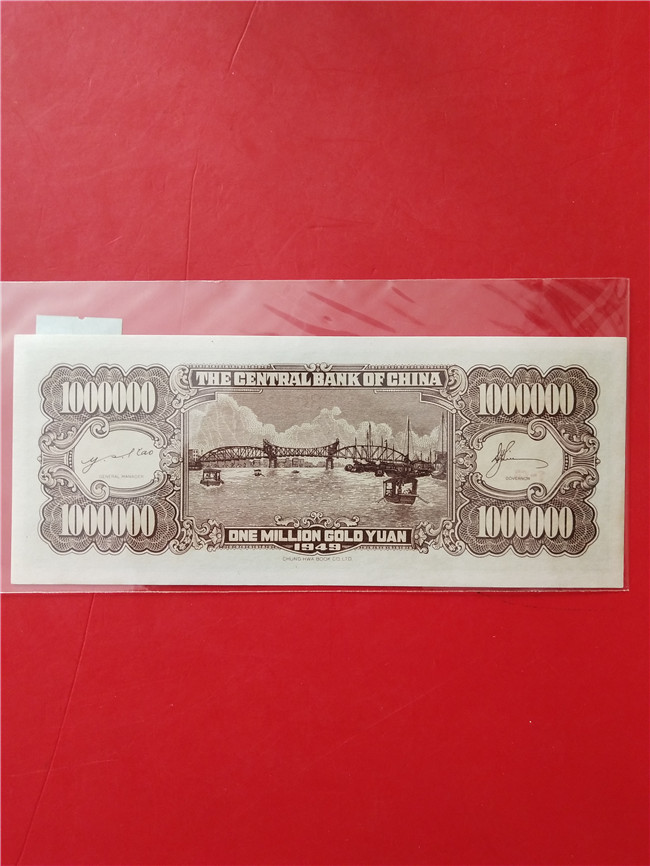 THE CENTRAL BANK OF CHINA
1000000
1000000
GENERAL MANAGER
GOVERNOR
1000000
1000000
ONE MILLION GOLD YUAN
1949
CHUNG HWA BOOK CO. LTD.